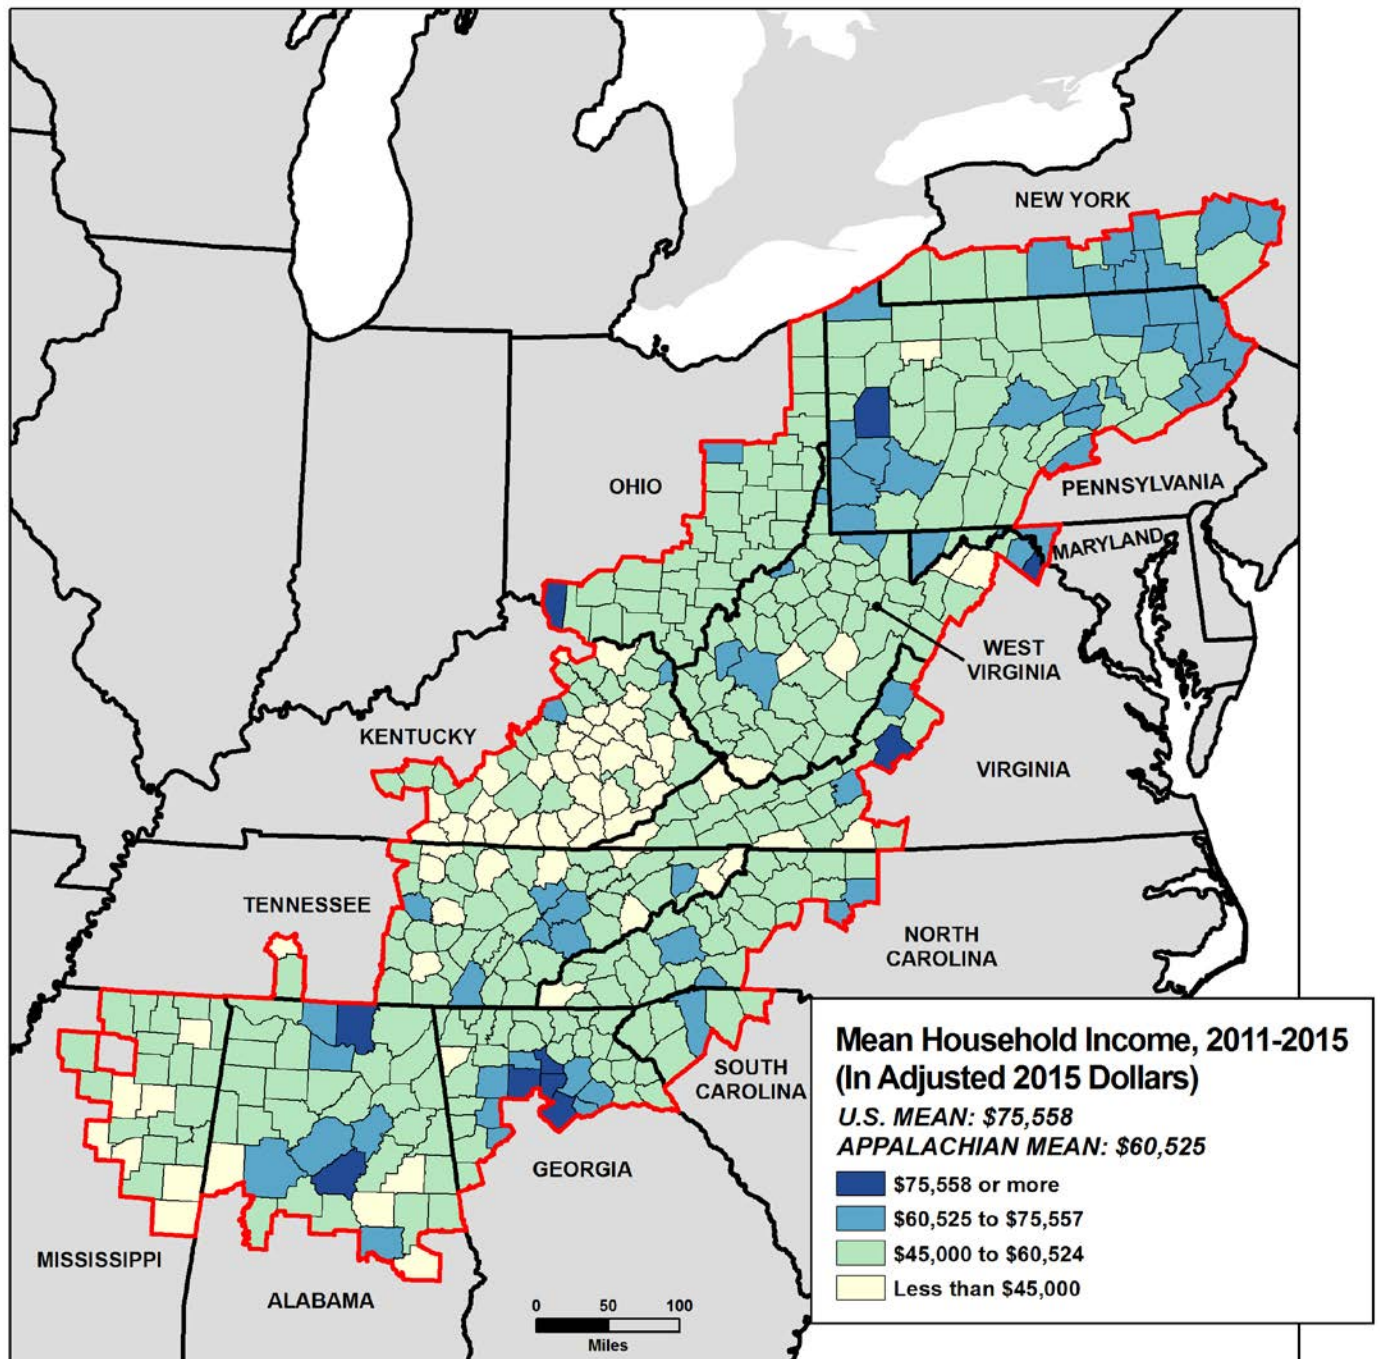 NEW YORK
OHIO
PENNSYLVANIA
MARYLAND
WEST
VIRGINIA
KENTUCKY
VIRGINIA
TENNESSEE
NORTH
CAROLINA
SOUTH
CAROLINA
GEORGIA
MISSISSIPPI
ALABAMA
0 50 100
Miles
Mean Household Income, 2011-2015
(In Adjusted 2015 Dollars)
U.S. MEAN: $75,558
APPALACHIAN MEAN: $60,525
$75,558 or more
$60,525 to $75,557
$45,000 to $60,524
Less than $45,000